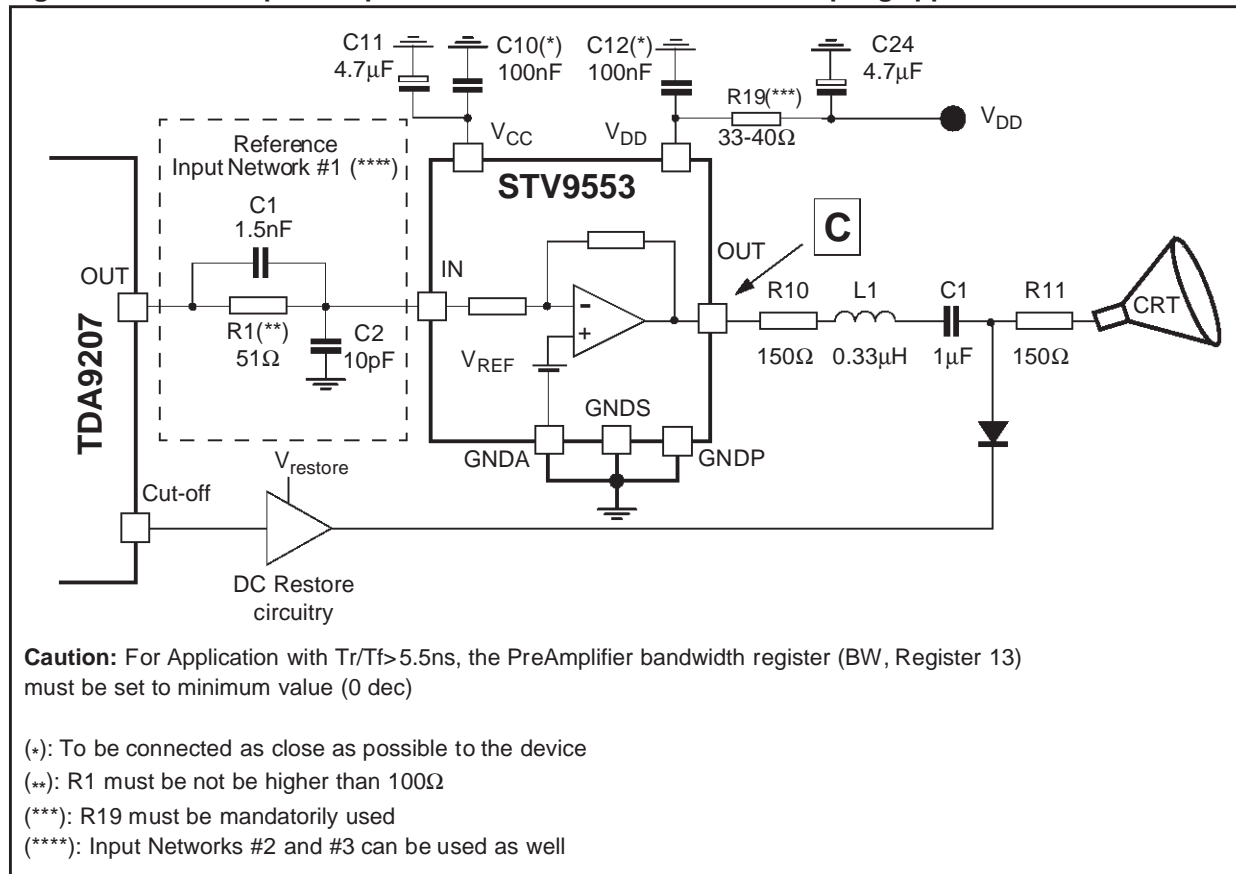 C11
4.7µF
C10(*)
100nF
C12(*)
100nF
C24
4.7µF
R19(***)
33-40Ω
VDD
VCC
VDD
Reference
Input Network #1 (****)
STV9553
C1
1.5nF
C
OUT
IN
OUT
R10
L1
C1
R11
CRT
R1(**)
51Ω
C2
10pF
VREF
150Ω
0.33µH
1µF
150Ω
TDA9207
GNDS
GNDA
GNDP
Vrestore
Cut-off
DC Restore
circuitry
-
+
Caution: For Application with Tr/Tf>5.5ns, the PreAmplifier bandwidth register (BW, Register 13)
must be set to minimum value (0 dec)
(*): To be connected as close as possible to the device
(**): R1 must be not be higher than 100Ω
(***): R19 must be mandatorily used
(****): Input Networks #2 and #3 can be used as well